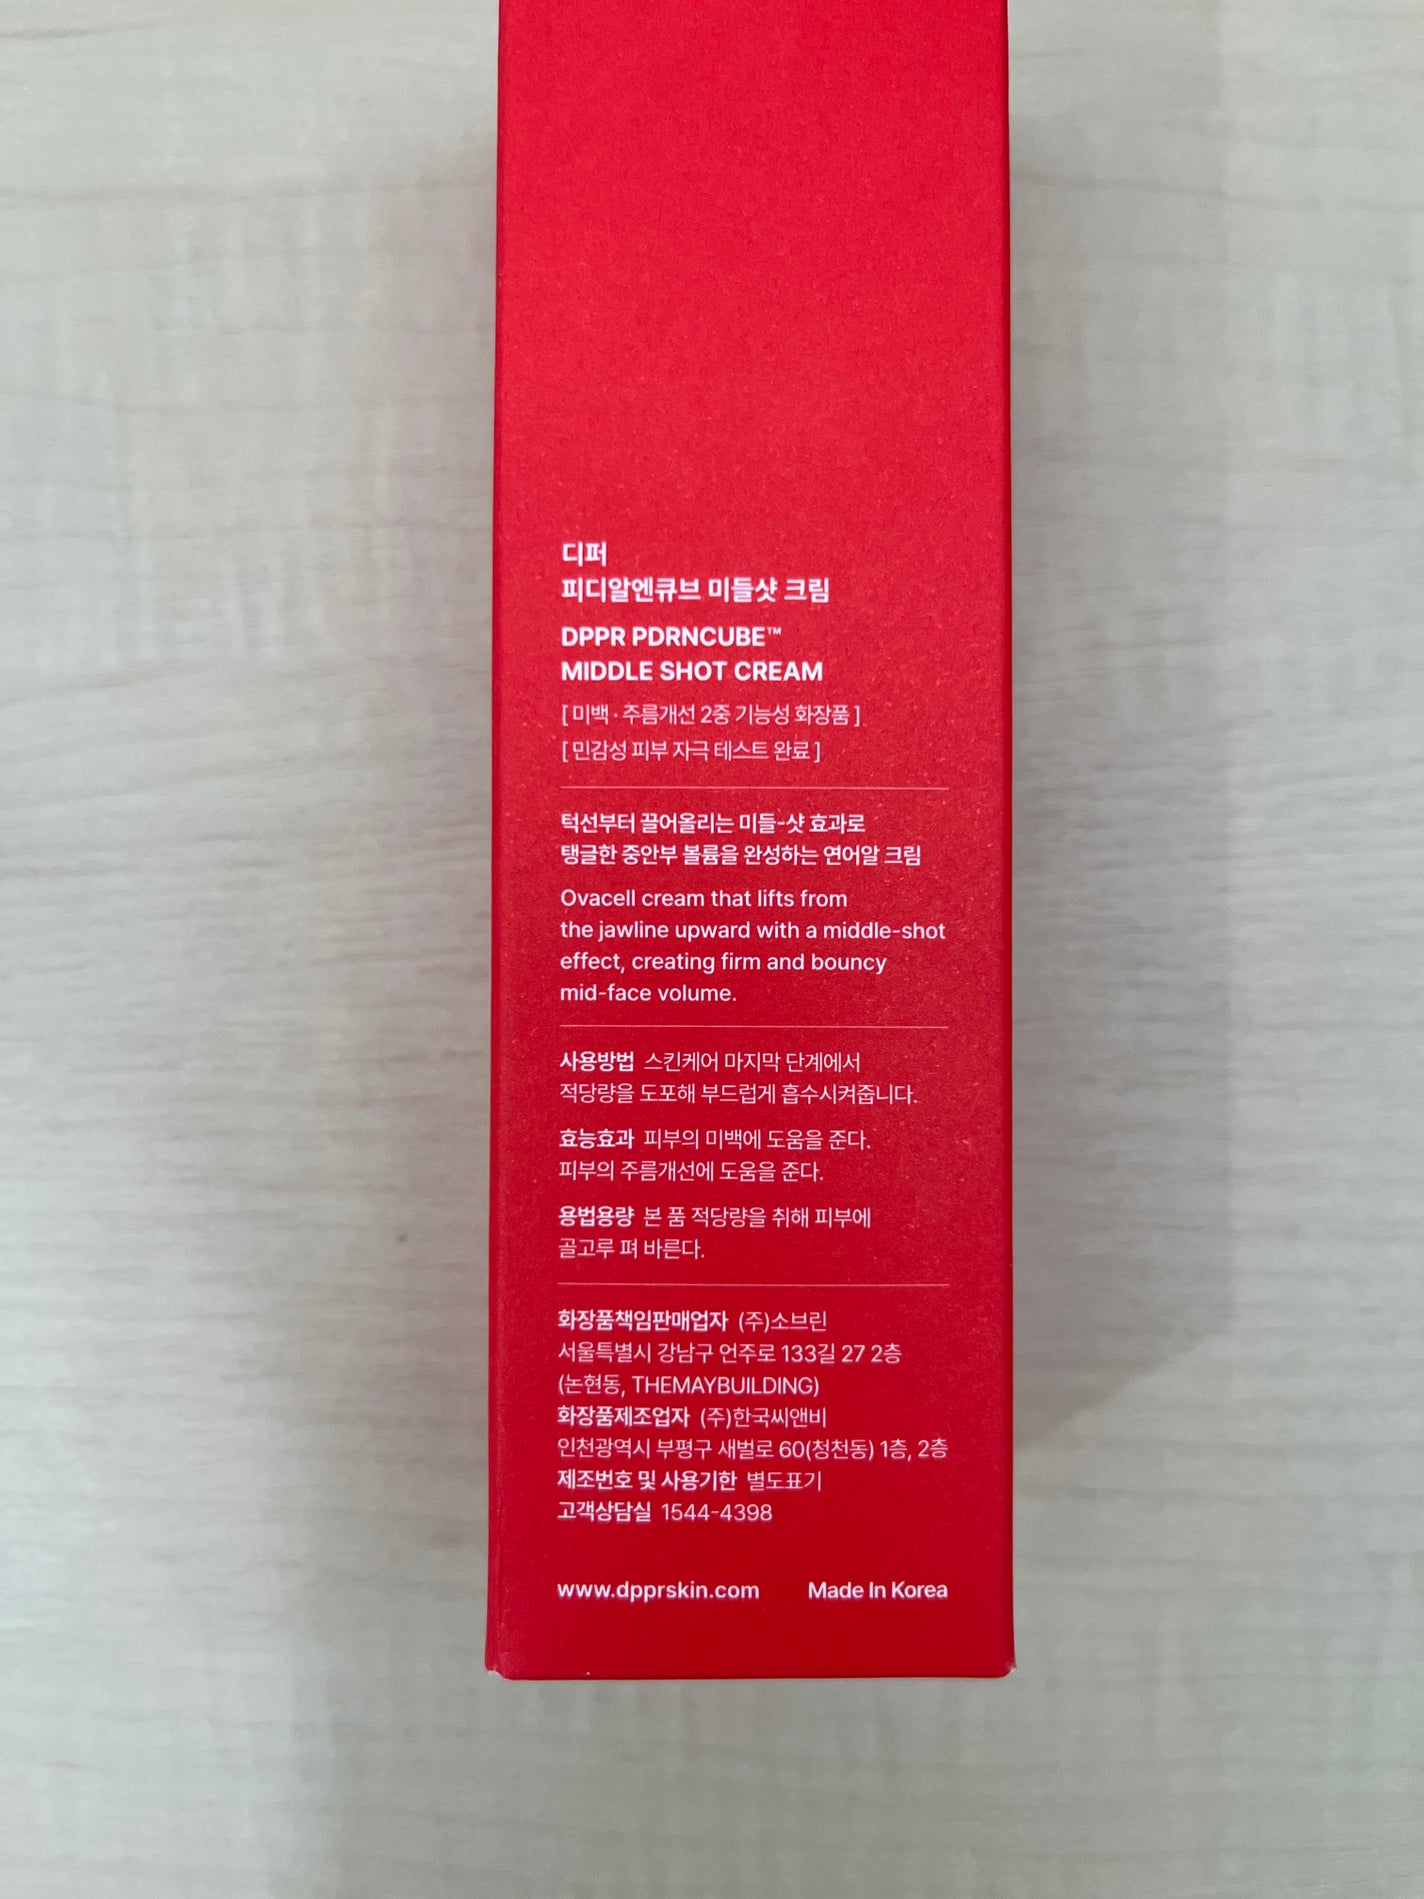 디퍼
피디알엔큐브 미들샷 크림
DPPR PDRNCUBE™
MIDDLE SHOT CREAM
[ 미백 · 주름개선 2중 기능성 화장품 ]
[ 민감성 피부 자극 테스트 완료 ]
턱선부터 끌어올리는 미들-샷 효과로
탱글한 중안부 볼륨을 완성하는 연어알 크림
Ovacell cream that lifts from
the jawline upward with a middle-shot
effect, creating firm and bouncy
mid-face volume.
사용방법 스킨케어 마지막 단계에서
적당량을 도포해 부드럽게 흡수시켜줍니다.
효능효과 피부의 미백에 도움을 준다.
피부의 주름개선에 도움을 준다.
용법용량 본 품 적당량을 취해 피부에
골고루 펴 바른다.
화장품책임판매업자 (주)소브린
서울특별시 강남구 언주로 133길 27 2층
(논현동, THEMAYBUILDING)
화장품제조업자 (주)한국씨앤비
인천광역시 부평구 새벌로 60(청천동) 1층, 2층
제조번호 및 사용기한 별도표기
고객상담실 1544-4398
www.dpprskin.com Made In Korea